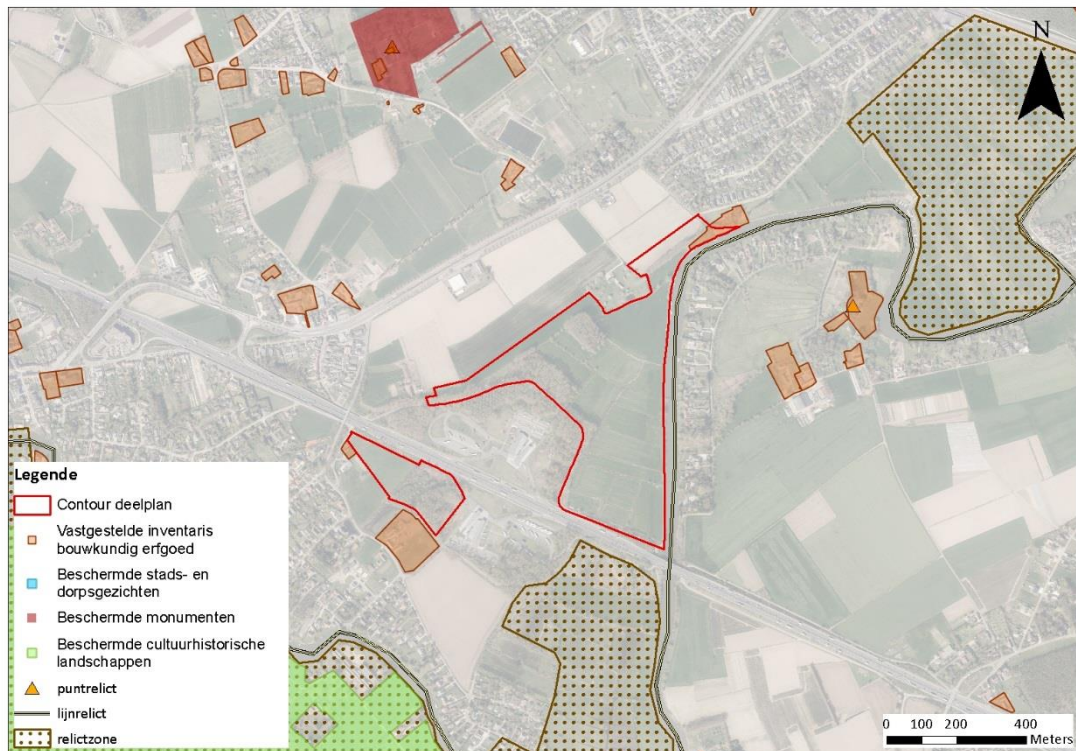 N
Legende
Contour deelplan
Vastgestelde inventaris
bouwkundig erfgoed
Beschermde stads- en
dorpsgezichten
Beschermde monumenten
Beschermde cultuurhistorische
landschappen
puntrelict
lijnrelict
relictzone
0 100 200 400
Meters